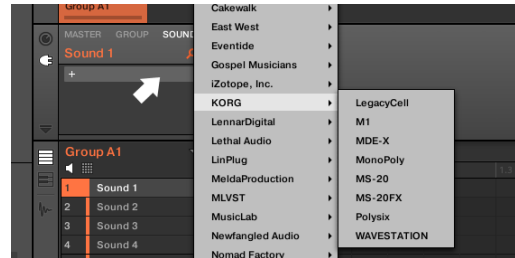 Group A1
MASTER GROUP SOUND
Sound 1
+
Group A1
1 Sound 1
2 Sound 2
3 Sound 3
4 Sound 4
Cakewalk
East West
Eventide
Gospel Musicians
iZotope, Inc.
KORG
LennarDigital
Lethal Audio
LinPlug
MeldaProduction
MLVST
MusicLab
Newfangled Audio
Nomad Factory
LegacyCell
M1
MDE-X
MonoPoly
MS-20
MS-20FX
Polysix
WAVESTATION
1.3